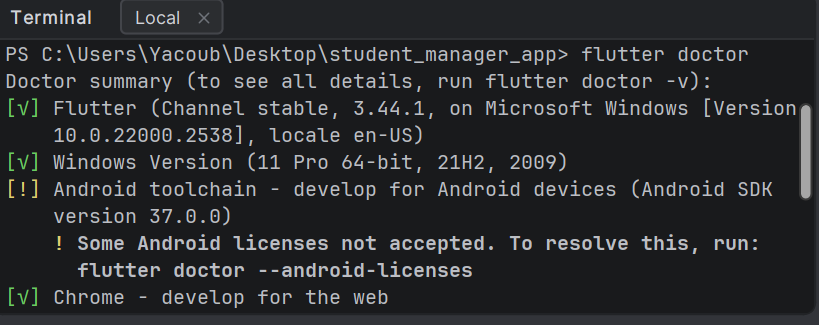 Terminal Local ×
PS C:\Users\Yacoub\Desktop\student_manager_app> flutter doctor
Doctor summary (to see all details, run flutter doctor -v):
[√] Flutter (Channel stable, 3.44.1, on Microsoft Windows [Version
10.0.22000.2538], locale en-US)
[√] Windows Version (11 Pro 64-bit, 21H2, 2009)
[!] Android toolchain - develop for Android devices (Android SDK
version 37.0.0)
! Some Android licenses not accepted. To resolve this, run:
flutter doctor --android-licenses
[√] Chrome - develop for the web